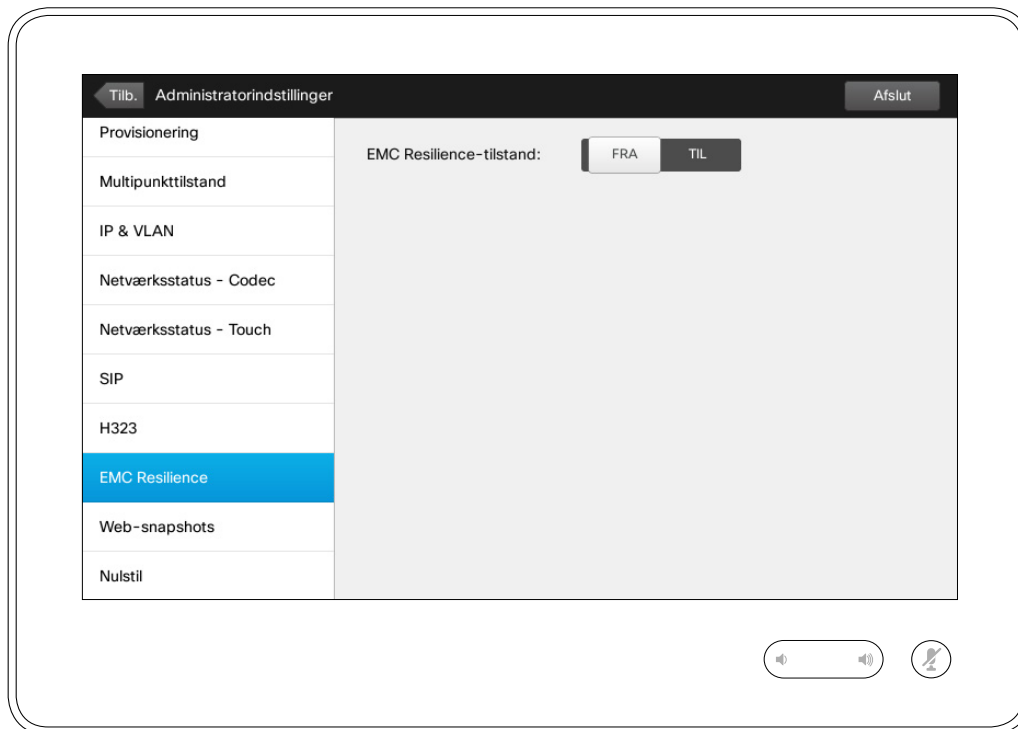 Tilb. Administratorindstillinger Afslut
Provisionering
EMC Resilience-tilstand: FRA TIL
Multipunkttilstand
IP & VLAN
Netværksstatus - Codec
Netværksstatus - Touch
SIP
H323
EMC Resilience
Web-snapshots
Nulstil